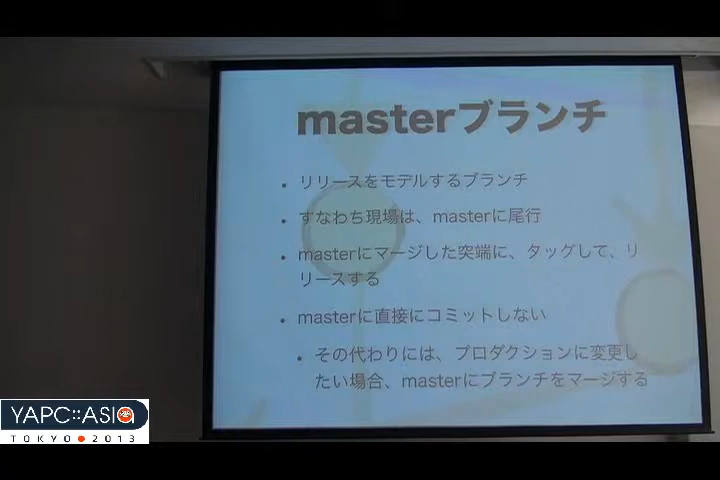 masterブランチ
リリースをモデルするブランチ
すなわち現場は、masterに尾行
masterにマージした突端に、タッグして、リ
リースする
masterに直接にコミットしない
その代わりには、プロダクションに変更し
たい場合、masterにブランチをマージする
YAPC::ASIA
TOKYO 2013